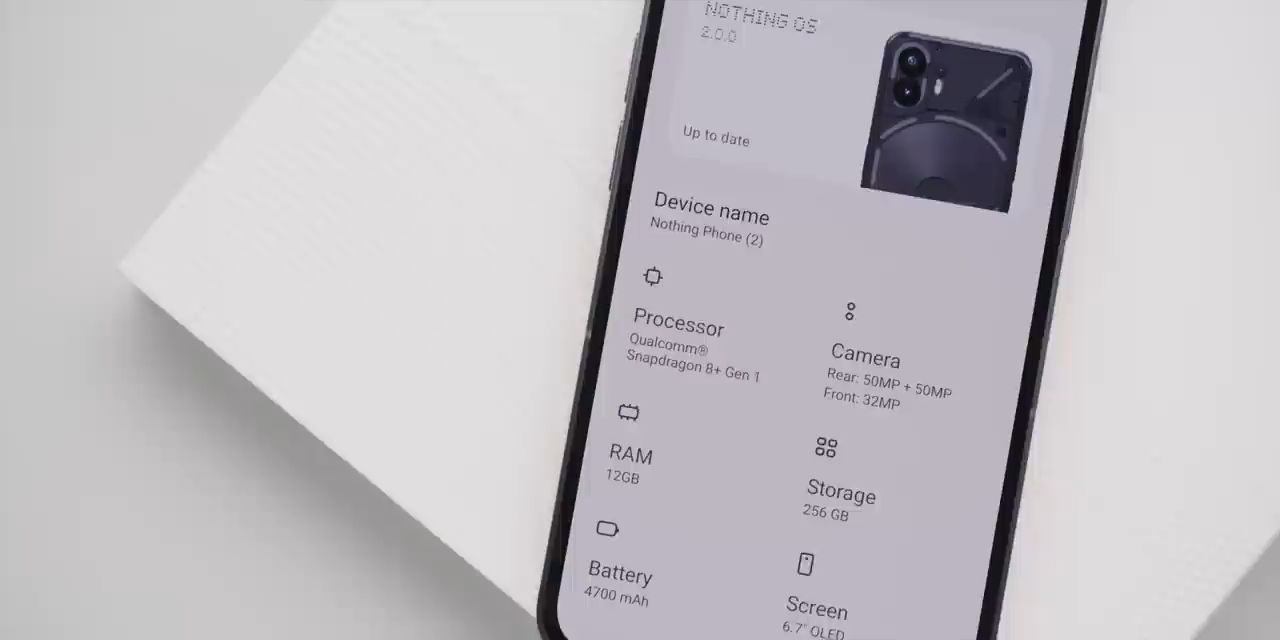 NOTHING OS
2.0.0
Up to date
Device name
Nothing Phone (2)
Processor
Qualcomm®
Snapdragon 8+ Gen 1
Camera
Rear: 50MP + 50MP
Front: 32MP
RAM
12GB
Storage
256 GB
Battery
4700 mAh
Screen
6.7" OLED